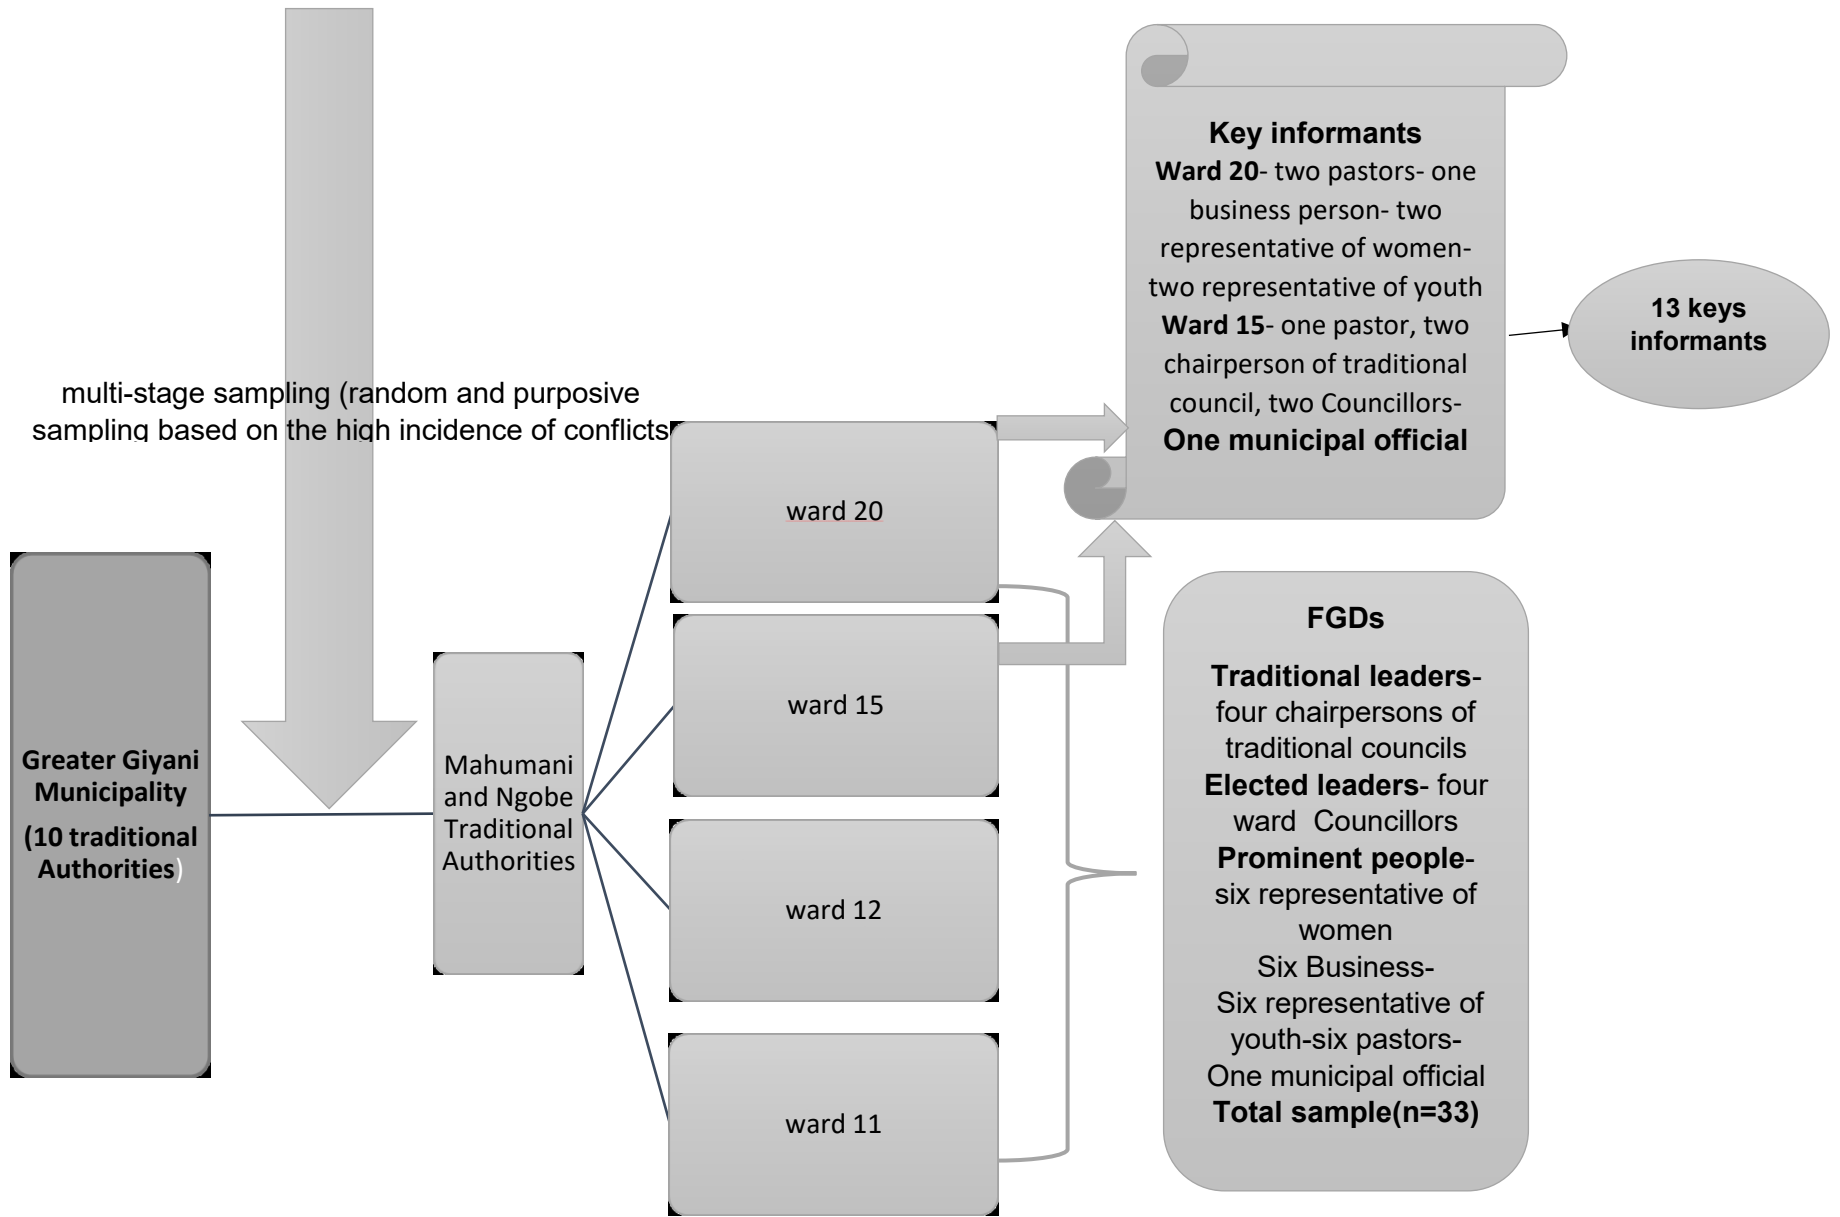 multi-stage sampling (random and purposive
sampling based on the high incidence of conflicts
Greater Giyani
Municipality
(10 traditional
Authorities)
Mahumani
and Ngobe
Traditional
Authorities
ward 20
ward 15
ward 12
ward 11
Key informants
Ward 20- two pastors- one
business person- two
representative of women-
two representative of youth
Ward 15- one pastor, two
chairperson of traditional
council, two Councillors-
One municipal official
13 keys
informants
FGDs
Traditional leaders-
four chairpersons of
traditional councils
Elected leaders- four
ward Councillors
Prominent people-
six representative of
women
Six Business-
Six representative of
youth-six pastors-
One municipal official
Total sample(n=33)